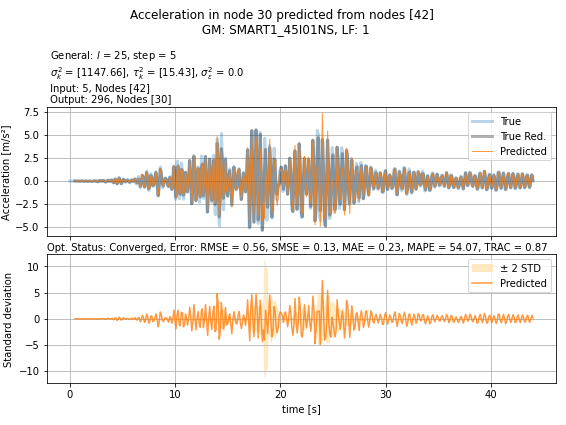 Acceleration in node 30 predicted from nodes [42]
GM: SMART1_45I01NS, LF: 1
General: l = 25, step = 5
σ²ₖ = [1147.66], τ²ₖ = [15.43], σ²ₑ = 0.0
Input: 5, Nodes [42]
Output: 296, Nodes [30]
Acceleration [m/s²]
7.5
5.0
2.5
0.0
−2.5
−5.0
True
True Red.
Predicted
Opt. Status: Converged, Error: RMSE = 0.56, SMSE = 0.13, MAE = 0.23, MAPE = 54.07, TRAC = 0.87
Standard deviation
10
5
0
−5
−10
± 2 STD
Predicted
0
10
20
30
40
time [s]